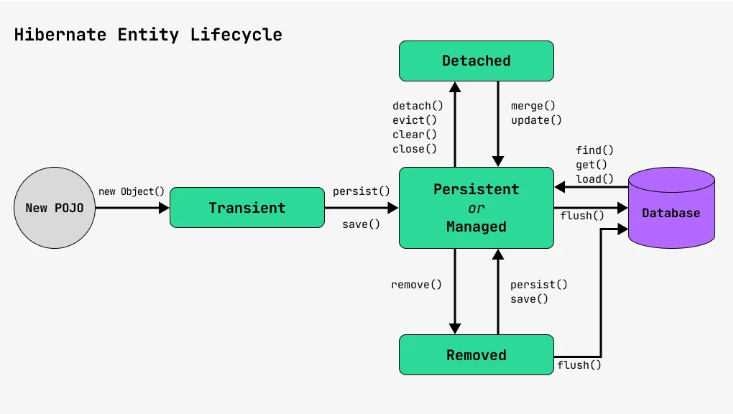 Hibernate Entity Lifecycle
Detached
detach()
evict()
clear()
close()
merge()
update()
find()
get()
load()
New POJO
new Object()
Transient
persist()
save()
Persistent
or
Managed
flush()
Database
remove()
persist()
save()
Removed
flush()